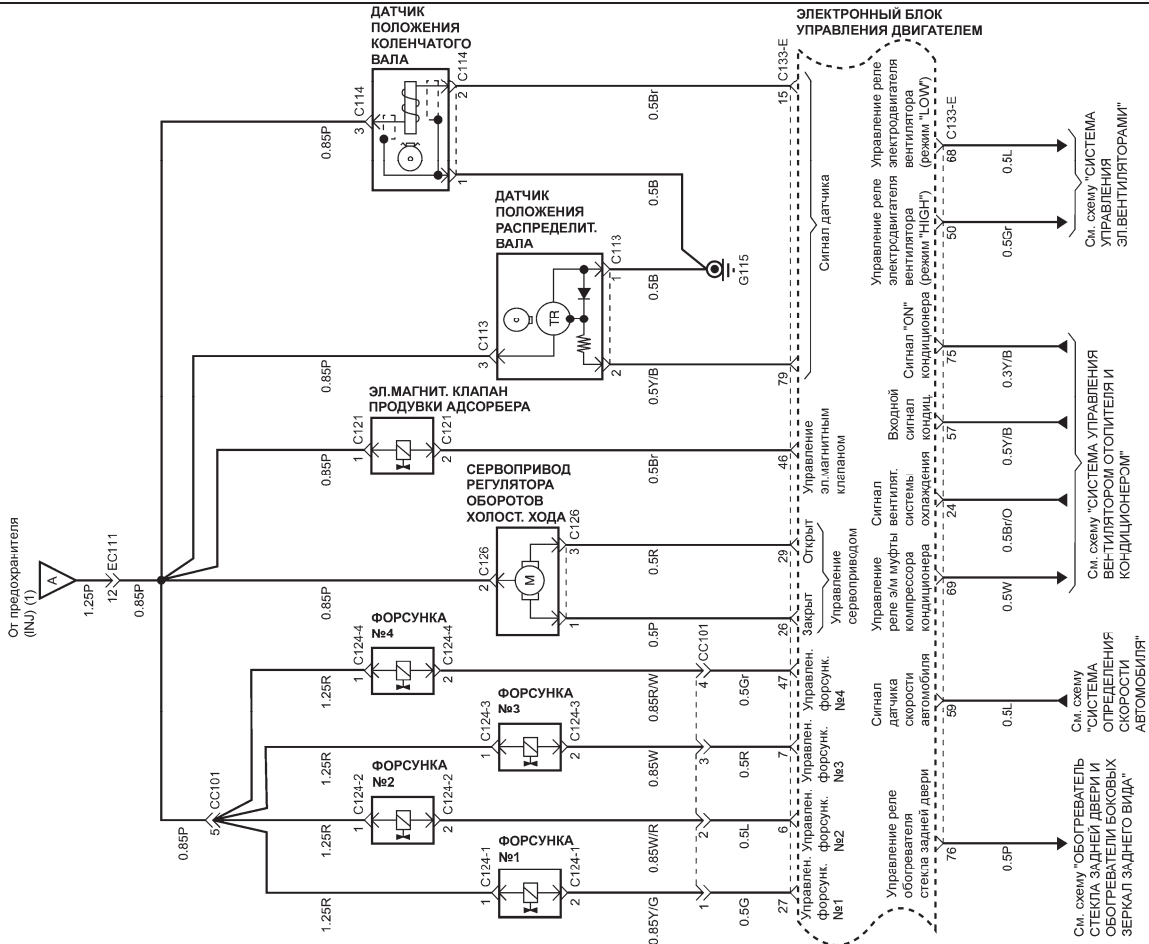 ДАТЧИК
ПОЛОЖЕНИЯ
КОЛЕНЧАТОГО
ВАЛА
ЭЛЕКТРОННЫЙ БЛОК
УПРАВЛЕНИЯ ДВИГАТЕЛЕМ
3 C114
0.85P
2 C114
1
0.5Br
0.5B
15 C133-E
ДАТЧИК
ПОЛОЖЕНИЯ
РАСПРЕДЕЛИТ.
ВАЛА
3 C113
0.85P
TR
1 C113
2
0.5B
0.5Y/B
G115
79
Сигнал датчика
ЭЛ.МАГНИТ. КЛАПАН
ПРОДУВКИ АДСОРБЕРА
1 C121
0.85P
2 C121
0.5Br
46
Управление
эл.магнитным
клапаном
СЕРВОПРИВОД
РЕГУЛЯТОРА
ОБОРОТОВ
ХОЛОСТ. ХОДА
От предохранителя
(INJ) (1)
A
1.25P
12 EC111
0.85P
0.85P
2 C126
M
3 C126
1
0.5R
0.5P
29
26
Открыт
Закрыт
Управление
сервоприводом
ФОРСУНКА
№4
1 C124-4
1.25R
2 C124-4
0.85R/W
4 CC101
0.5Gr
47
Управлен.
форсунк.
№4
ФОРСУНКА
№3
1 C124-3
1.25R
2 C124-3
0.85W
3
0.5R
7
Управлен.
форсунк.
№3
0.85P
5 CC101
ФОРСУНКА
№2
1 C124-2
1.25R
2 C124-2
0.85W/R
2
0.5L
6
Управлен.
форсунк.
№2
ФОРСУНКА
№1
1 C124-1
1.25R
2 C124-1
0.85Y/G
1
0.5G
27
Управлен.
форсунк.
№1
Управление реле
электродвигателя
вентилятора
(режим "LOW")
68 C133-E
0.5L
Управление реле
электродвигателя
вентилятора
(режим "HIGH")
50
0.5Gr
См. схему "СИСТЕМА
УПРАВЛЕНИЯ
ЭЛ.ВЕНТИЛЯТОРАМИ"
Сигнал "ON"
кондиционера
75
0.3Y/B
Входной
сигнал
кондиц.
57
0.5Y/B
Сигнал
вентилят.
системы
охлаждения
24
0.5Br/O
Управление
реле э/м муфты
компрессора
кондиционера
69
0.5W
См. схему "СИСТЕМА УПРАВЛЕНИЯ
ВЕНТИЛЯТОРОМ ОТОПИТЕЛЯ И
КОНДИЦИОНЕРОМ"
Сигнал
датчика
скорости
автомобиля
59
0.5L
См. схему
"СИСТЕМА
ОПРЕДЕЛЕНИЯ
СКОРОСТИ
АВТОМОБИЛЯ"
Управление реле
обогревателя
стекла задней двери
76
0.5P
См. схему "ОБОГРЕВАТЕЛЬ
СТЕКЛА ЗАДНЕЙ ДВЕРИ И
ОБОГРЕВАТЕЛИ БОКОВЫХ
ЗЕРКАЛ ЗАДНЕГО ВИДА"